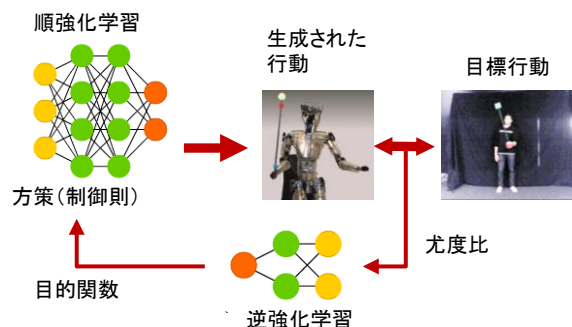 順強化学習
生成された
行動
目標行動
方策(制御則)
尤度比
目的関数
逆強化学習